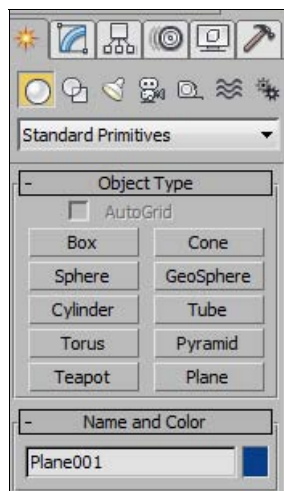 Standard Primitives
- Object Type
AutoGrid
Box Cone
Sphere GeoSphere
Cylinder Tube
Torus Pyramid
Teapot Plane
- Name and Color
Plane001